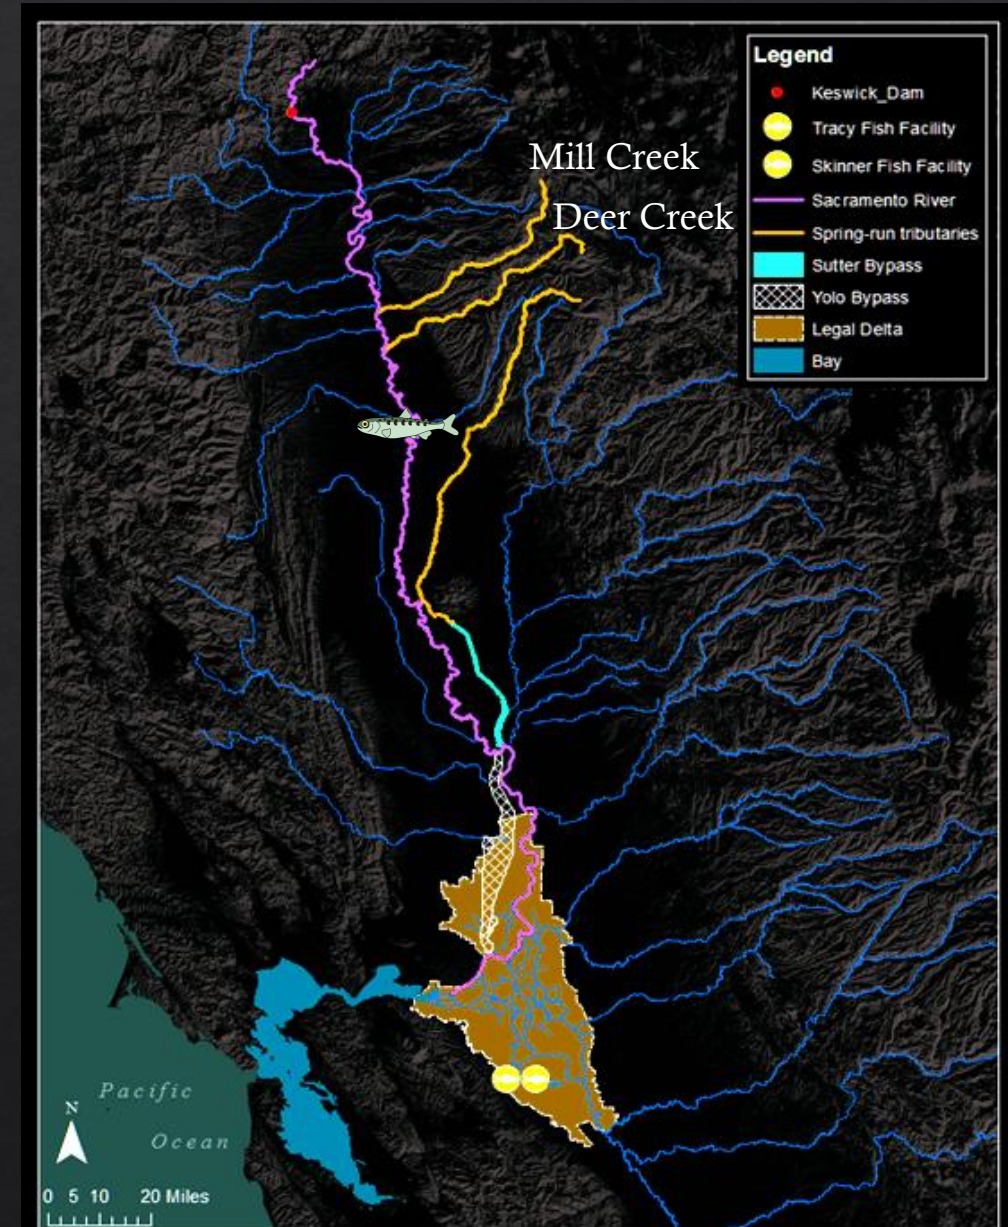 Legend
Keswick_Dam
Tracy Fish Facility
Skinner Fish Facility
Sacramento River
Spring-run tributaries
Sutter Bypass
Yolo Bypass
Legal Delta
Bay
Mill Creek
Deer Creek
Pacific
Ocean
N
0 5 10 20 Miles